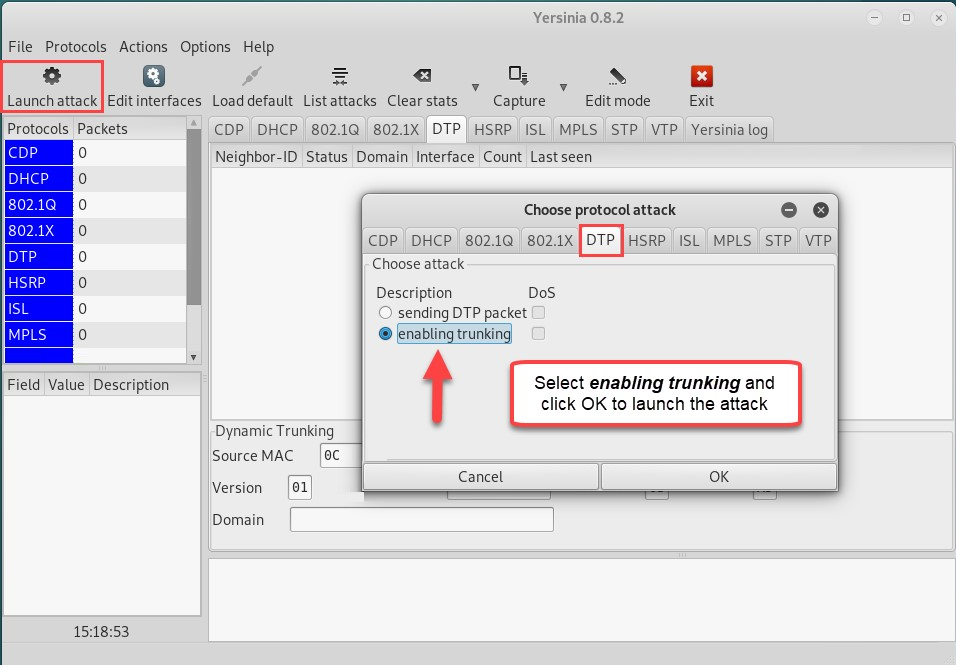 Yersinia 0.8.2
File Protocols Actions Options Help
Launch attack Edit interfaces Load default List attacks Clear stats Capture Edit mode Exit
Protocols Packets
CDP 0
DHCP 0
802.1Q 0
802.1X 0
DTP 0
HSRP 0
ISL 0
MPLS 0
CDP DHCP 802.1Q 802.1X DTP HSRP ISL MPLS STP VTP Yersinia log
Neighbor-ID Status Domain Interface Count Last seen
Choose protocol attack
CDP DHCP 802.1Q 802.1X DTP HSRP ISL MPLS STP VTP
Choose attack
Description DoS
sending DTP packet
enabling trunking
Select enabling trunking and
click OK to launch the attack
Cancel OK
Field Value Description
Dynamic Trunking
Source MAC 0C
Version 01
Domain
15:18:53